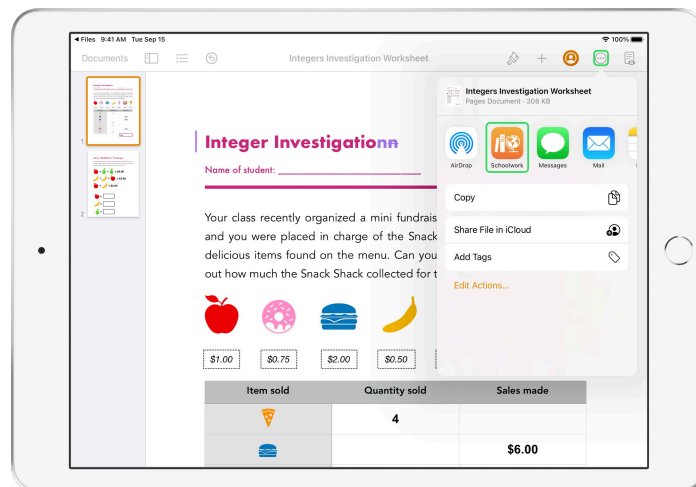 Files 9:41 AM Tue Sep 15
100%
Documents
Integers Investigation Worksheet
1
2
Integer Investigationn
Name of student:
Your class recently organized a mini fundrais
and you were placed in charge of the Snack
delicious items found on the menu. Can you
out how much the Snack Shack collected for t
$1.00 $0.75 $2.00 $0.50
Item sold Quantity sold Sales made
4
$6.00
Integers Investigation Worksheet
Pages Document · 308 KB
AirDrop Schoolwork Messages Mail
Copy
Share File in iCloud
Add Tags
Edit Actions...